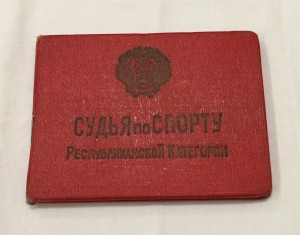 СУДЬЯ по СПОРТУ
Республиканской Категории